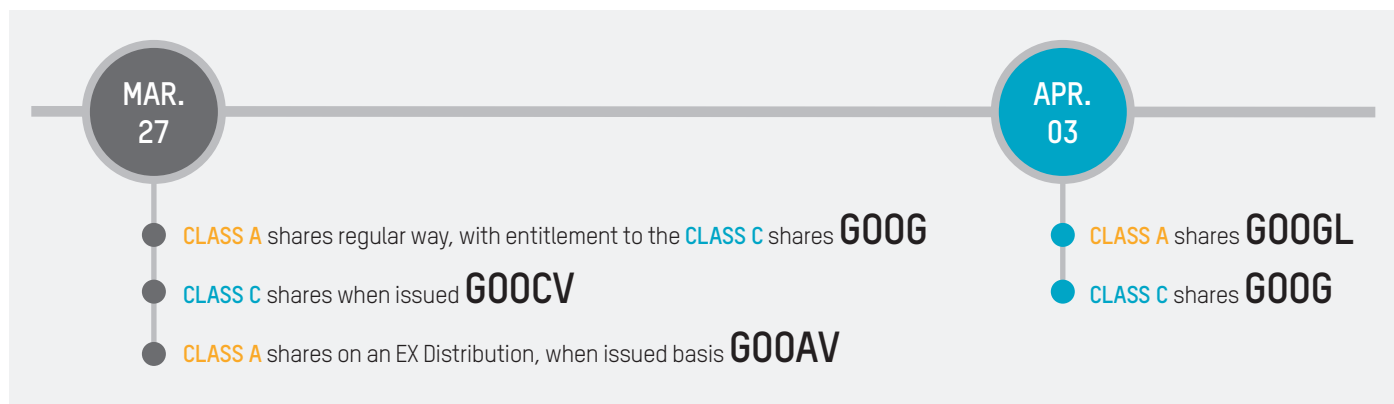 MAR.
27
APR.
03
CLASS A shares regular way, with entitlement to the CLASS C shares GOOG
CLASS C shares when issued GOOCV
CLASS A shares on an EX Distribution, when issued basis GOOAV
CLASS A shares GOOGL
CLASS C shares GOOG